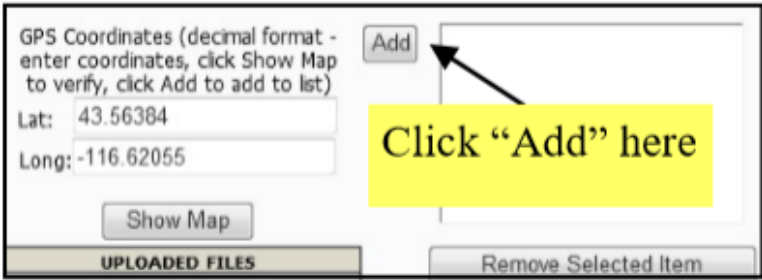 GPS Coordinates (decimal format -
enter coordinates, click Show Map
to verify, click Add to add to list)
Add
Lat: 43.56384
Long: -116.62055
Click “Add” here
Show Map
UPLOADED FILES
Remove Selected Item